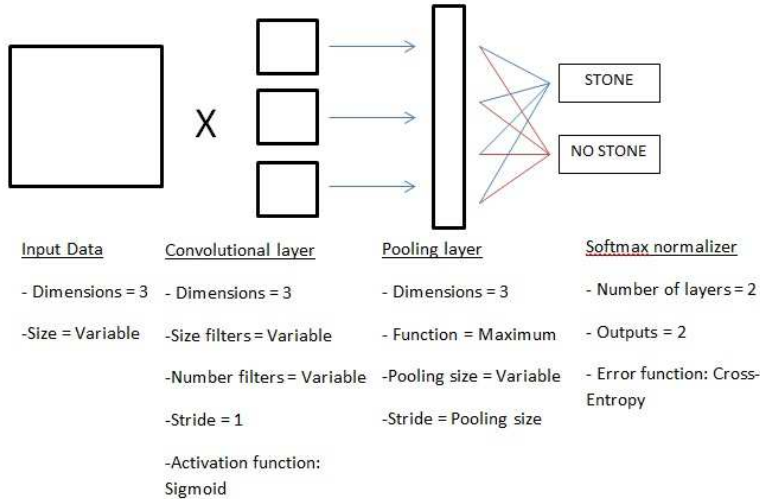 X
STONE
NO STONE
Input Data
- Dimensions = 3
-Size = Variable
Convolutional layer
- Dimensions = 3
-Size filters = Variable
-Number filters = Variable
-Stride = 1
-Activation function:
Sigmoid
Pooling layer
- Dimensions = 3
- Function = Maximum
-Pooling size = Variable
-Stride = Pooling size
Softmax normalizer
- Number of layers = 2
- Outputs = 2
- Error function: Cross-
Entropy